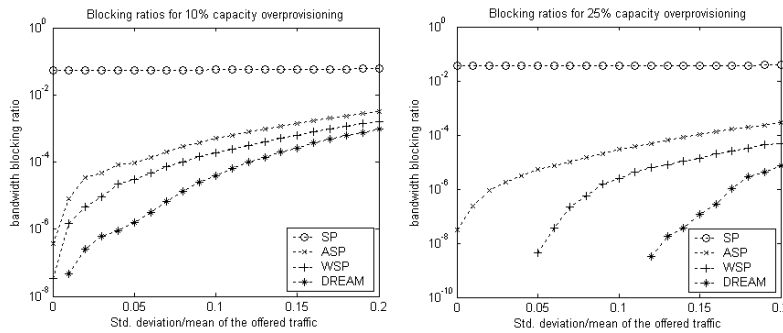 Blocking ratios for 10% capacity overprovisioning
bandwidth blocking ratio
10^0
10^-2
10^-4
10^-6
10^-8
0
0.05
0.1
0.15
0.2
SP
ASP
WSP
DREAM
Std. deviation/mean of the offered traffic
Blocking ratios for 25% capacity overprovisioning
bandwidth blocking ratio
10^0
10^-2
10^-4
10^-6
10^-8
10^-10
0
0.05
0.1
0.15
0.2
SP
ASP
WSP
DREAM
Std. deviation/mean of the offered traffic